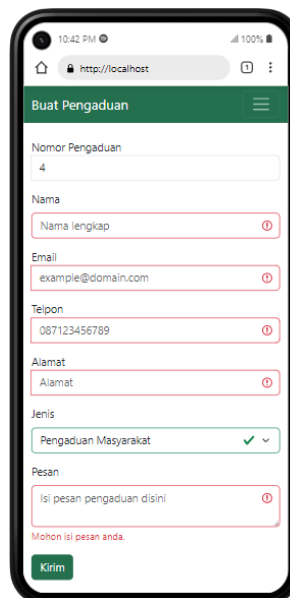 10:42 PM
100%
http://localhost
1
Buat Pengaduan
Nomor Pengaduan
4
Nama
Nama lengkap
Email
example@domain.com
Telpon
087123456789
Alamat
Alamat
Jenis
Pengaduan Masyarakat
Pesan
Isi pesan pengaduan disini
Mohon isi pesan anda.
Kirim